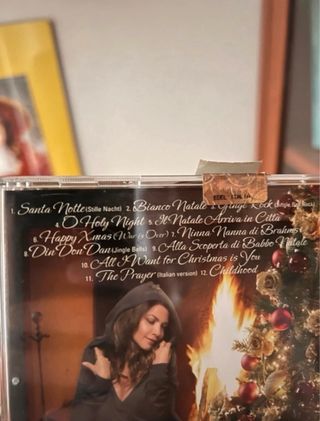 1. Santa Notte (Stille Nacht) 2. Bianco Natale 3. Jingle Rock (Jingle Bell Rock)
4. O Holy Night 5. Il Natale Arriva in Città
6. Happy Xmas (War is Over) 7. Ninna Nanna di Brahms
8. Din Don Dan (Jingle Bells) 9. Alla Scoperta di Babbo Natale
10. All I Want for Christmas is You
11. The Prayer (Italian version) 12. Childhood